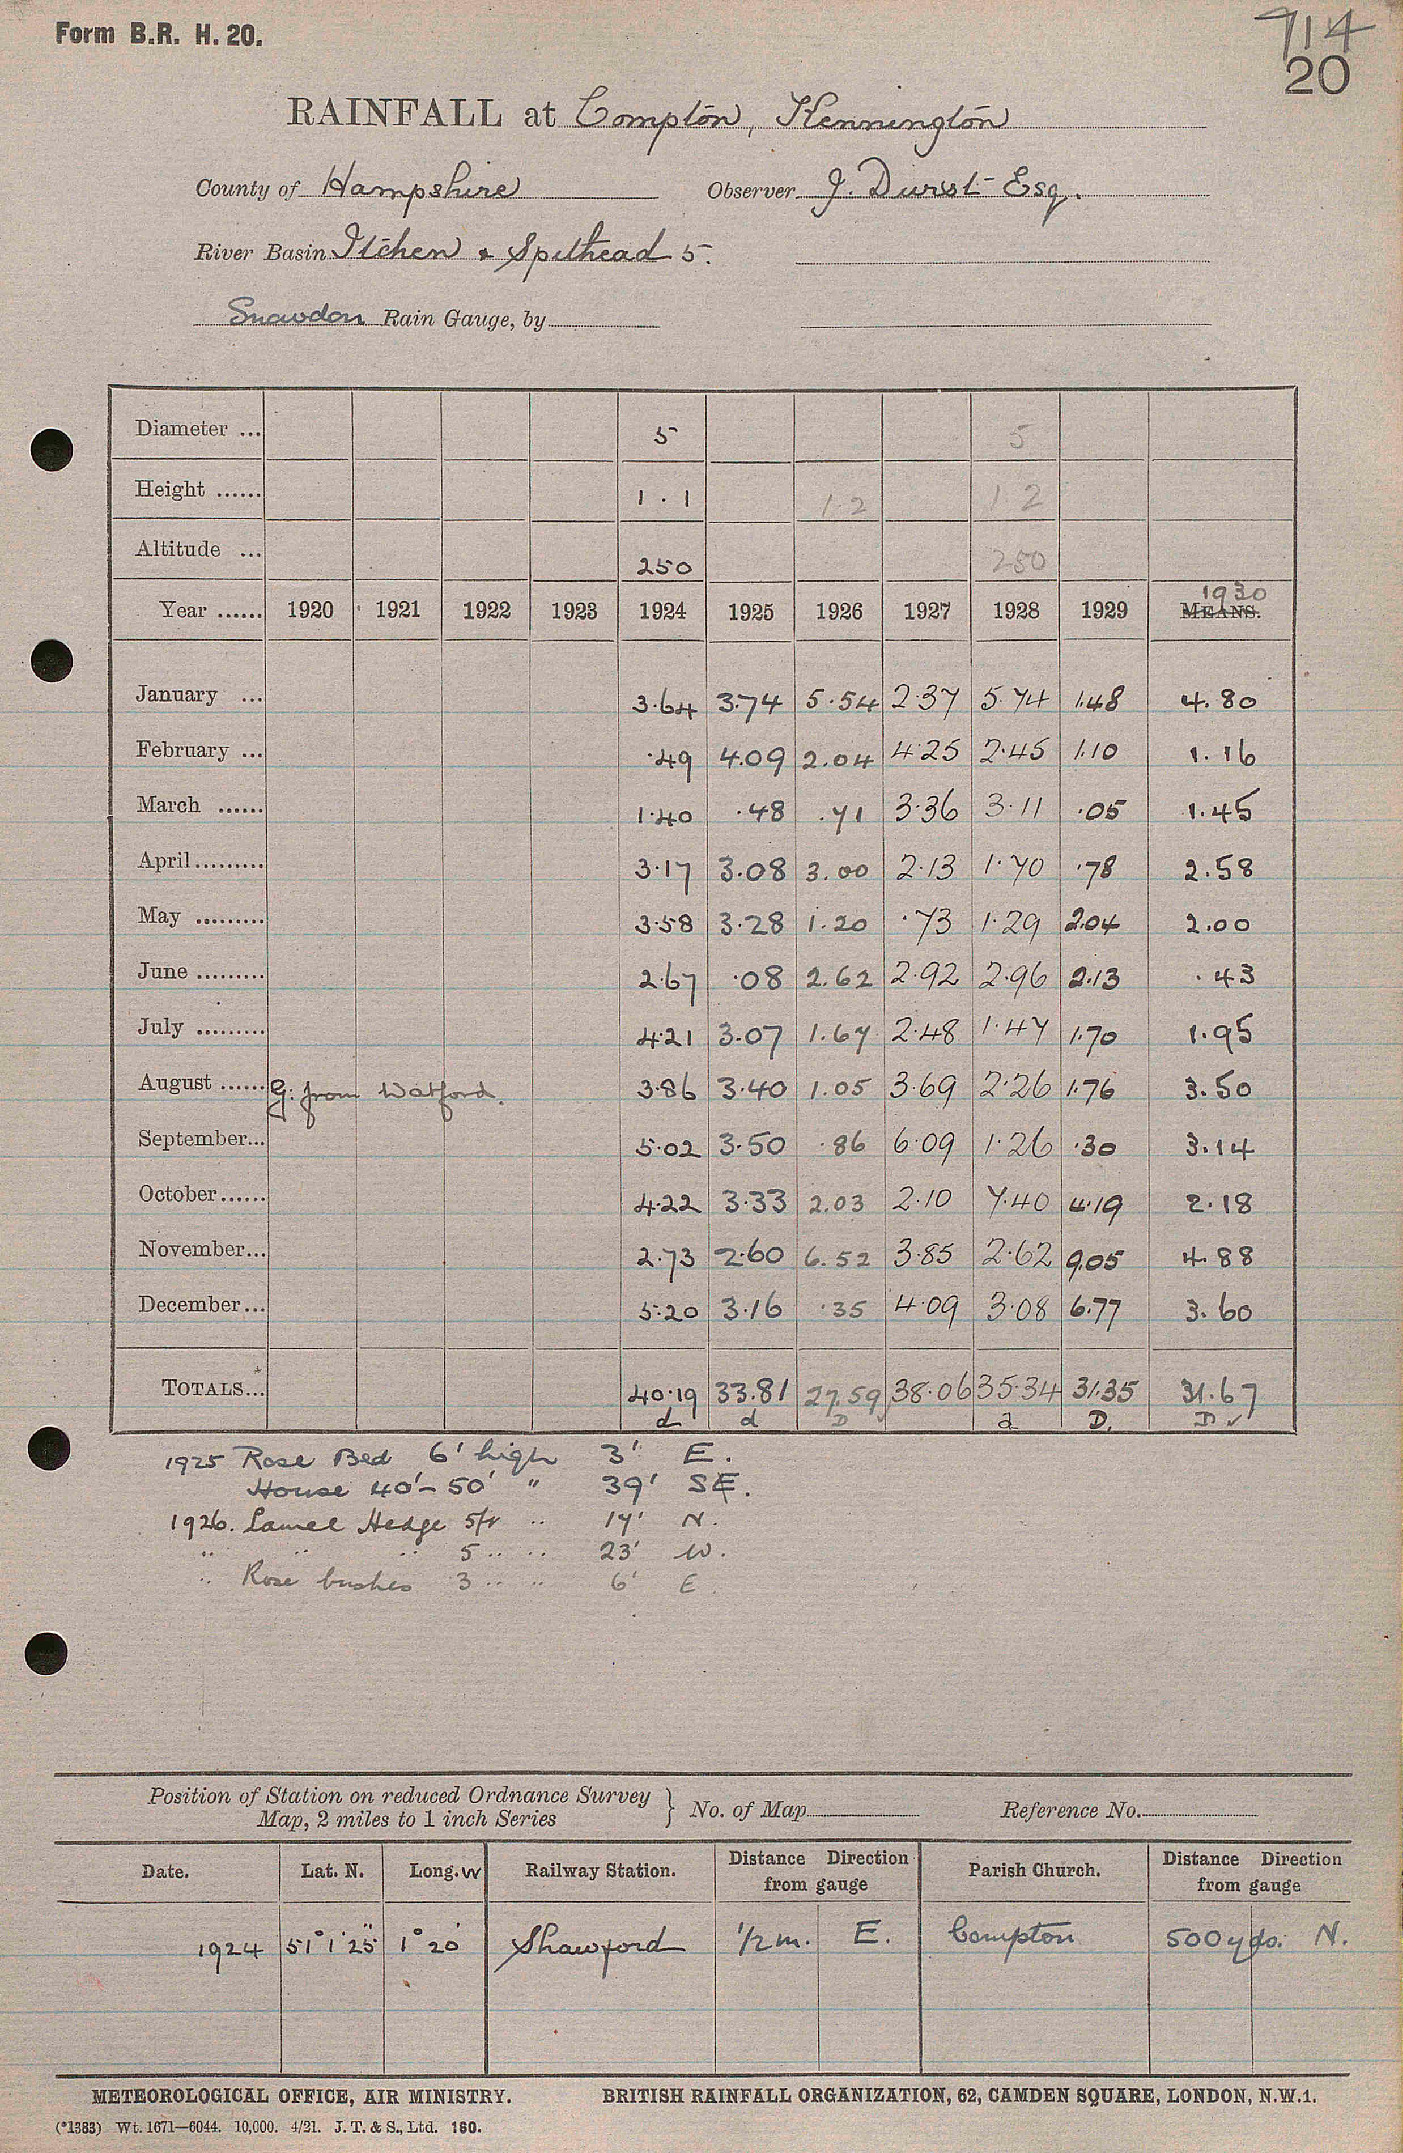 Form B.R. H. 20.
714
20
RAINFALL at Compton, Kennington
County of Hampshire Observer J. Durst Esq.
River Basin Itchen & Spithead 5.
Snowdon Rain Gauge, by
Diameter ... 5 5
Height ...... 1.1 1.2 1 2
Altitude ... 250 250
1930
Year ...... 1920 1921 1922 1923 1924 1925 1926 1927 1928 1929 MEANS.
January ... 3.64 3.74 5.54 2.37 5.74 1.48 4.80
February ... .49 4.09 2.04 4.25 2.45 1.10 1.16
March ...... 1.40 .48 .71 3.36 3.11 .05 1.45
April ......... 3.17 3.08 3.00 2.13 1.70 .78 2.58
May ......... 3.58 3.28 1.20 .73 1.29 2.04 2.00
June ......... 2.67 .08 2.62 2.92 2.96 2.13 .43
July ......... 4.21 3.07 1.67 2.48 1.47 1.70 1.95
August ...... g. from Watford. 3.86 3.40 1.05 3.69 2.26 1.76 3.50
September... 5.02 3.50 .86 6.09 1.26 .30 3.14
October...... 4.22 3.33 2.03 2.10 7.40 4.19 2.18
November... 2.73 2.60 6.52 3.85 2.62 9.05 4.88
December... 5.20 3.16 .35 4.09 3.08 6.77 3.60
TOTALS... 40.19 33.81 27.59 38.06 35.34 31.35 31.67
d d D a D. D ✓
1925 Rose Bed 6' high 3' E.
House 40'-50' " 39' SE.
1926. Laurel Hedge 5ft .. 17' N.
.. .. .. 5 .. .. 23' W.
.. Rose bushes 3 .. .. 6' E.
Position of Station on reduced Ordnance Survey
Map, 2 miles to 1 inch Series } No. of Map Reference No.
Date. Lat. N. Long. W Railway Station. Distance Direction from gauge Parish Church. Distance Direction from gauge
1924 51° 1' 25" 1° 20' Shawford 1/2 m. E. Compton 500 yds. N.
METEOROLOGICAL OFFICE, AIR MINISTRY. BRITISH RAINFALL ORGANIZATION, 62, CAMDEN SQUARE, LONDON, N.W.1.
(*1383) Wt. 1671—6044. 10,000. 4/21. J. T. & S., Ltd. 160.